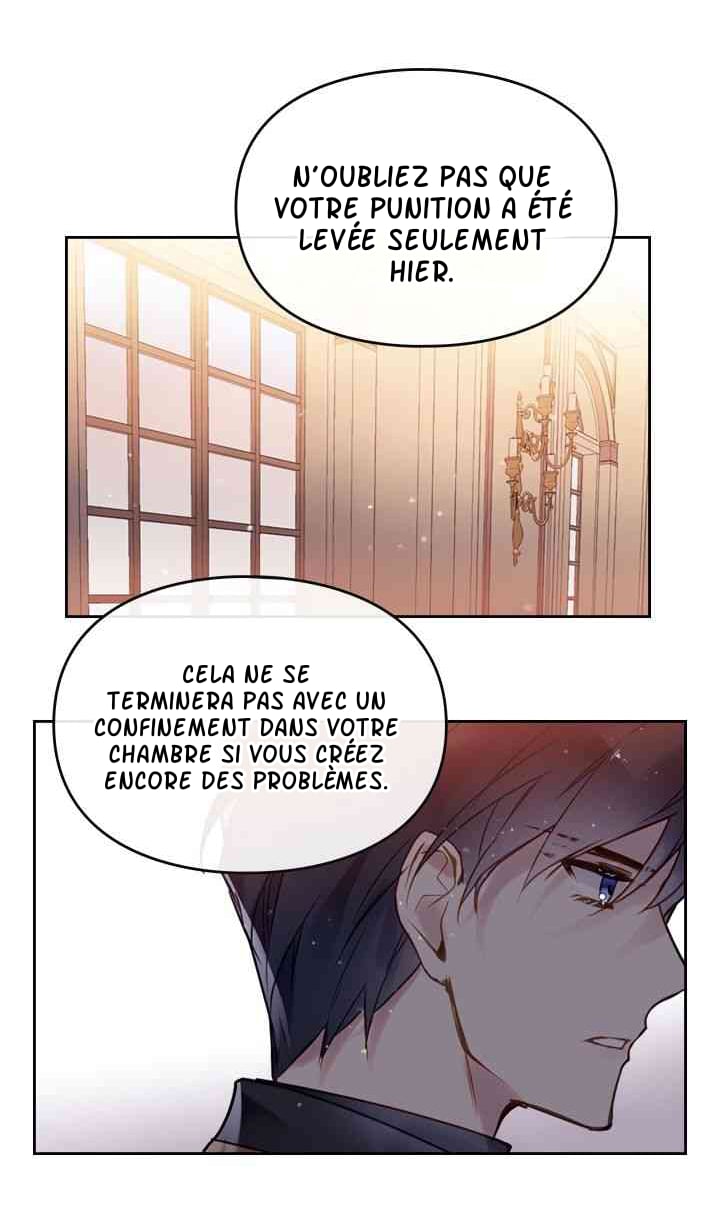 N'OUBLIEZ PAS QUE
VOTRE PUNITION A ÉTÉ
LEVÉE SEULEMENT
HIER.
CELA NE SE
TERMINERA PAS AVEC UN
CONFINEMENT DANS VOTRE
CHAMBRE SI VOUS CRÉEZ
ENCORE DES PROBLÈMES.